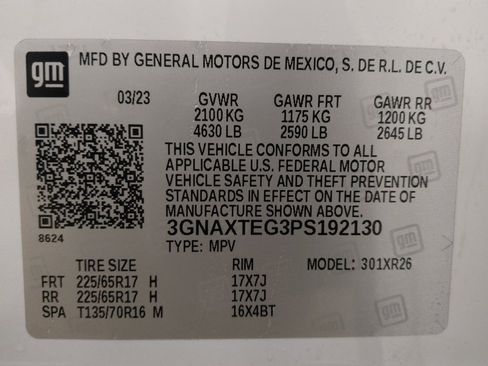 gm MFD BY GENERAL MOTORS DE MEXICO, S. DE R.L. DE C.V.
03/23 GVWR GAWR FRT GAWR RR
2100 KG 1175 KG 1200 KG
4630 LB 2590 LB 2645 LB
THIS VEHICLE CONFORMS TO ALL
APPLICABLE U.S. FEDERAL MOTOR
VEHICLE SAFETY AND THEFT PREVENTION
STANDARDS IN EFFECT ON THE DATE OF
MANUFACTURE SHOWN ABOVE.
8624 3GNAXTEG3PS192130
TYPE: MPV
TIRE SIZE RIM MODEL: 301XR26
FRT 225/65R17 H 17X7J
RR 225/65R17 H 17X7J
SPA T135/70R16 M 16X4BT